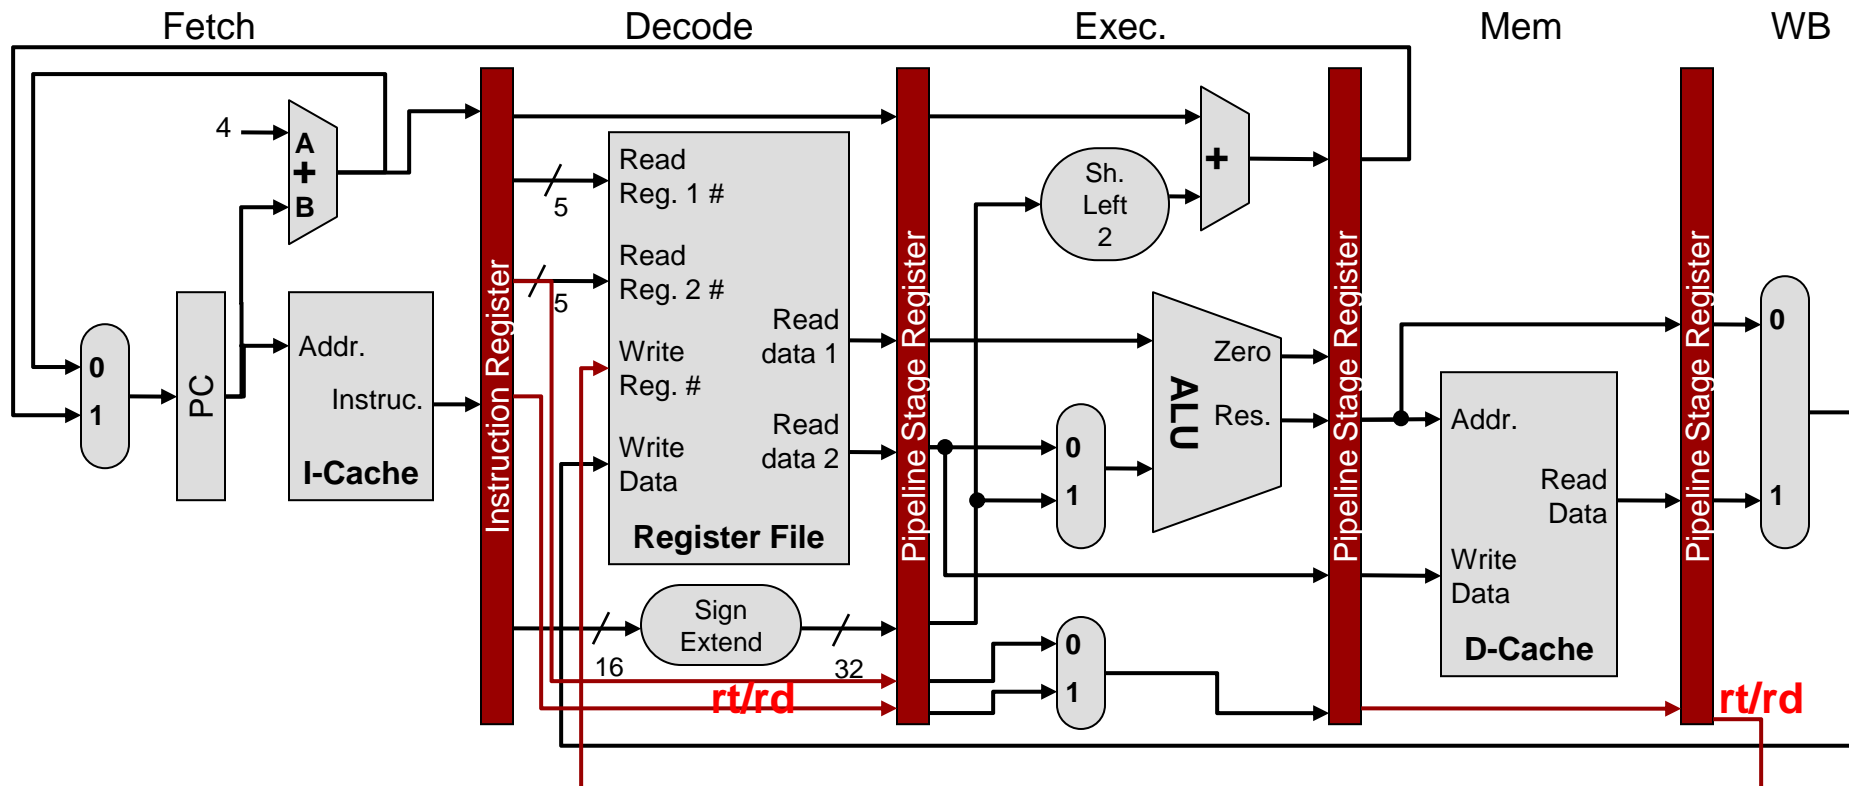 Fetch
Decode
Exec.
Mem
WB
4
A
+
B
PC
0
1
Addr.
Instruc.
I-Cache
Instruction Register
5
5
Read
Reg. 1 #
Read
Reg. 2 #
Write
Reg. #
Write
Data
Read
data 1
Read
data 2
Register File
16
Sign
Extend
32
rt/rd
Pipeline Stage Register
Sh.
Left
2
+
0
1
ALU
Zero
Res.
0
1
Pipeline Stage Register
Addr.
Read
Data
Write
Data
D-Cache
Pipeline Stage Register
0
1
rt/rd